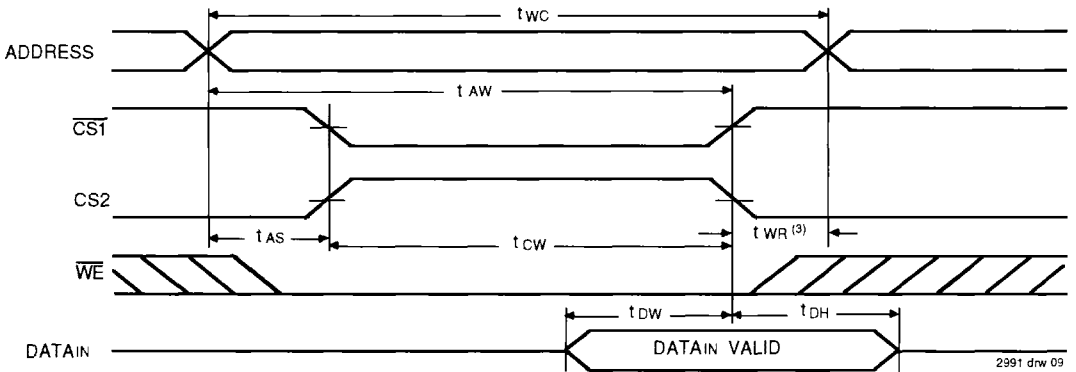 tWC
ADDRESS
tAW
CS1
CS2
tAS
tCW
tWR (3)
WE
tDW
tDH
DATAIN
DATAIN VALID
2991 drw 09